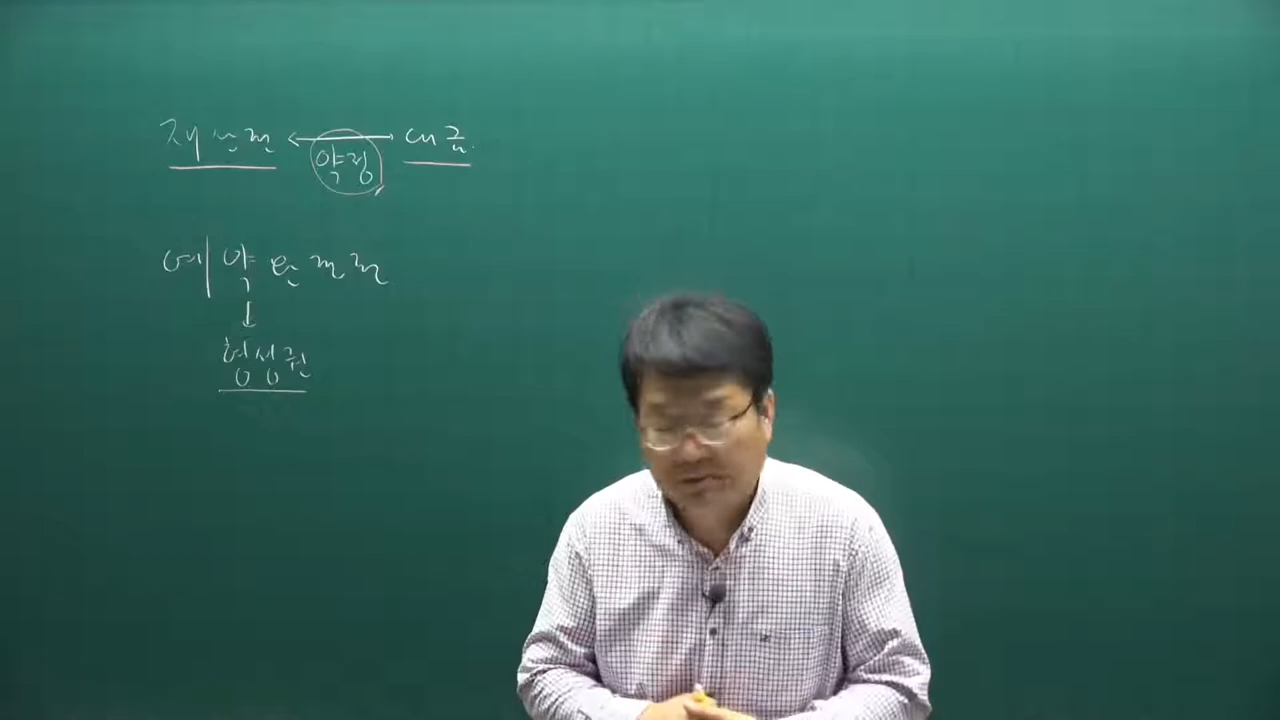 재산권 ↔ 대금
약정
예약완결권
↓
형성권